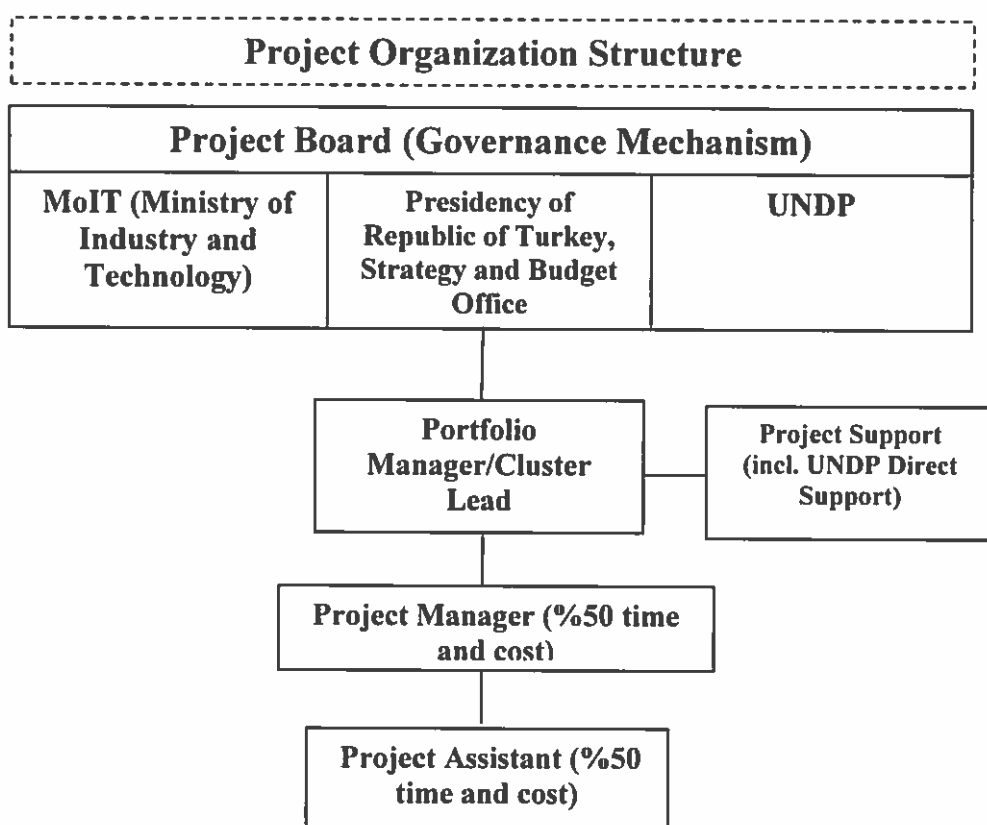 Project Organization Structure
Project Board (Governance Mechanism)
MoIT (Ministry of
Industry and
Technology)
Presidency of
Republic of Turkey,
Strategy and Budget
Office
UNDP
Portfolio
Manager/Cluster
Lead
Project Support
(incl. UNDP Direct
Support)
Project Manager (%50 time
and cost)
Project Assistant (%50
time and cost)